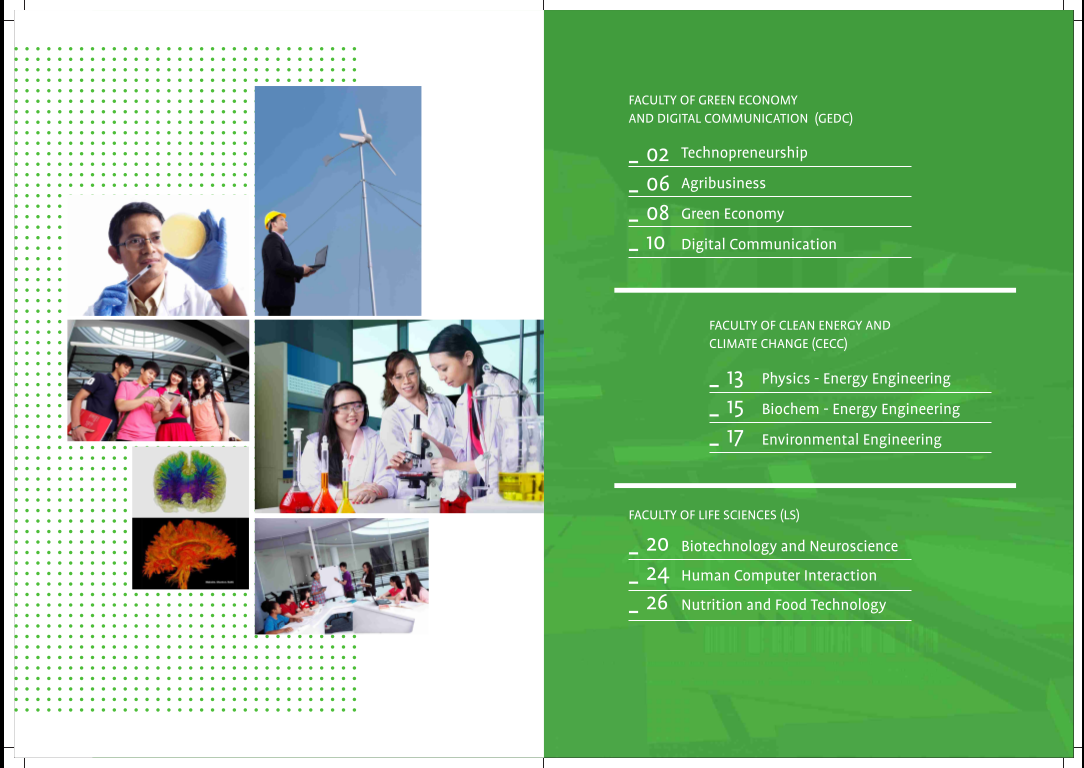 FACULTY OF GREEN ECONOMY
AND DIGITAL COMMUNICATION (GEDC)
_ 02 Technopreneurship
_ 06 Agribusiness
_ 08 Green Economy
_ 10 Digital Communication
FACULTY OF CLEAN ENERGY AND
CLIMATE CHANGE (CECC)
_ 13 Physics - Energy Engineering
_ 15 Biochem - Energy Engineering
_ 17 Environmental Engineering
FACULTY OF LIFE SCIENCES (LS)
_ 20 Biotechnology and Neuroscience
_ 24 Human Computer Interaction
_ 26 Nutrition and Food Technology